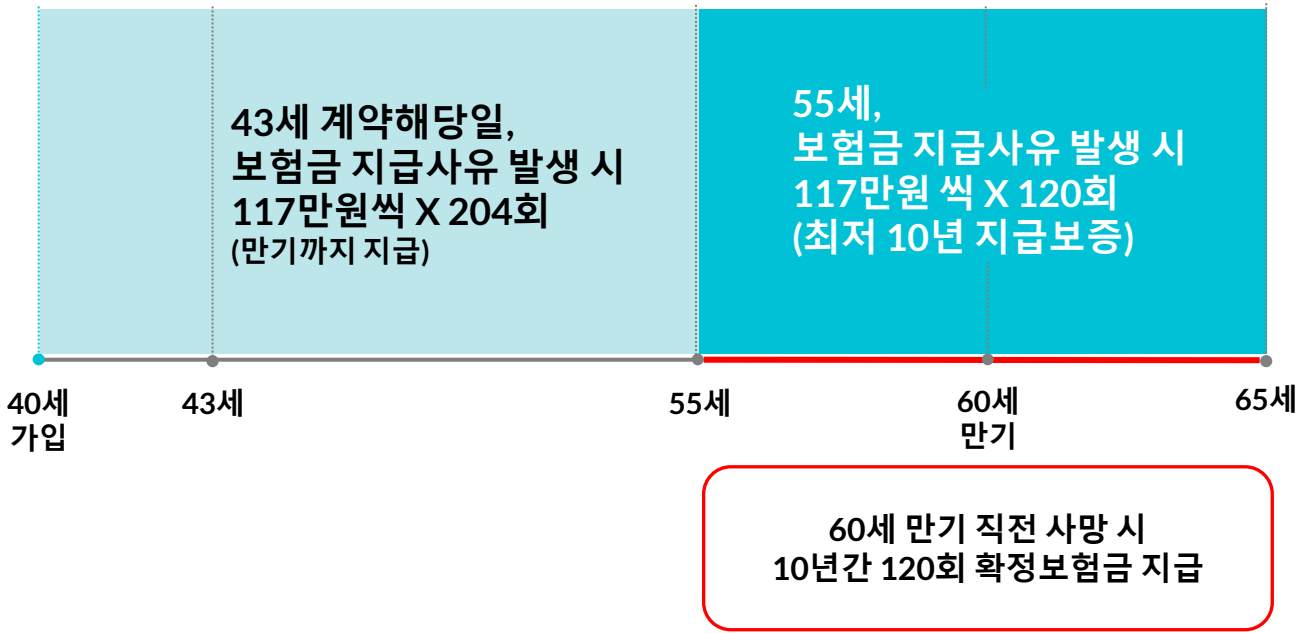 43세 계약해당일,
보험금 지급사유 발생 시
117만원씩 X 204회
(만기까지 지급)
55세,
보험금 지급사유 발생 시
117만원 씩 X 120회
(최저 10년 지급보증)
40세
가입
43세
55세
60세
만기
65세
60세 만기 직전 사망 시
10년간 120회 확정보험금 지급